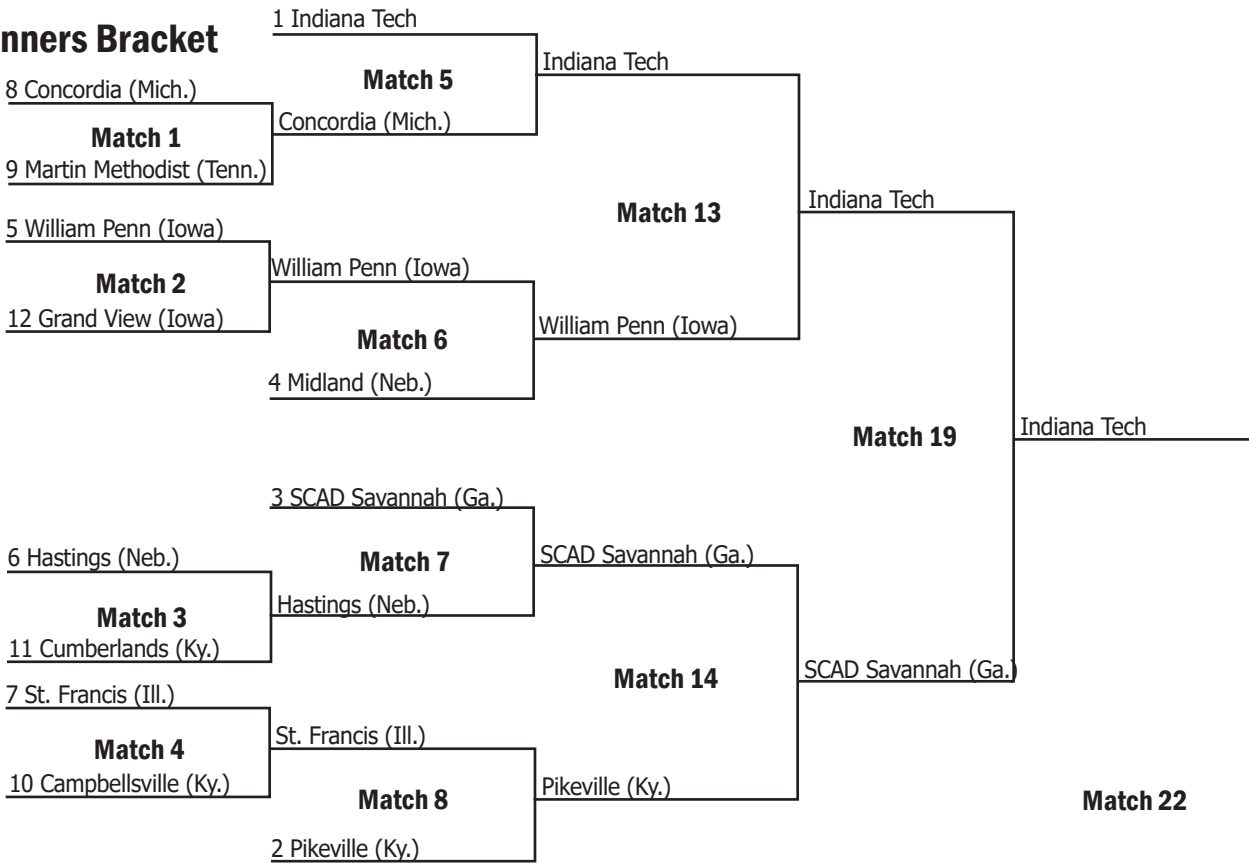 1 Indiana Tech
nners Bracket
Indiana Tech
Match 5
8 Concordia (Mich.)
Concordia (Mich.)
Match 1
9 Martin Methodist (Tenn.)
Indiana Tech
Match 13
5 William Penn (Iowa)
William Penn (Iowa)
Match 2
12 Grand View (Iowa)
William Penn (Iowa)
Match 6
4 Midland (Neb.)
Indiana Tech
Match 19
3 SCAD Savannah (Ga.)
SCAD Savannah (Ga.)
6 Hastings (Neb.)
Match 7
Hastings (Neb.)
Match 3
11 Cumberlands (Ky.)
SCAD Savannah (Ga.)
Match 14
7 St. Francis (Ill.)
St. Francis (Ill.)
Match 4
10 Campbellsville (Ky.)
Pikeville (Ky.)
Match 8
Match 22
2 Pikeville (Ky.)